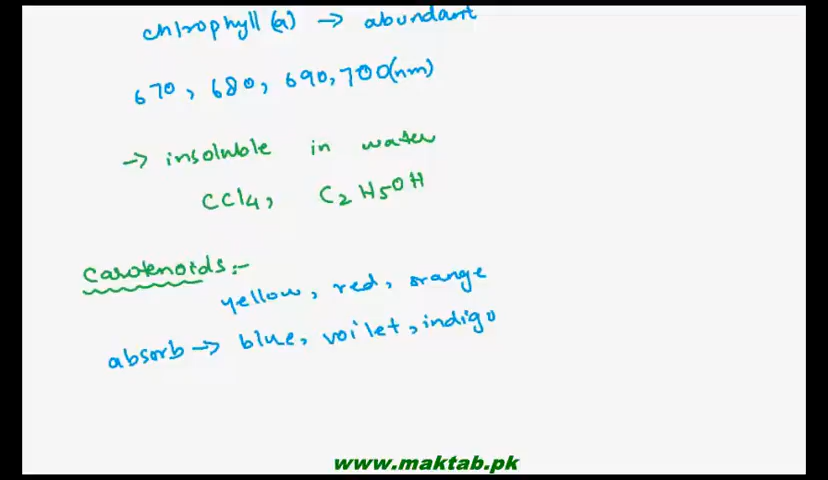 chlrophyll (a) → abundant
670, 680, 690, 700(nm)
→ insoluble in water
CCl4, C2H5OH
Carotenoids:-
yellow, red, orange
absorb → blue, voilet, indigo
www.maktab.pk